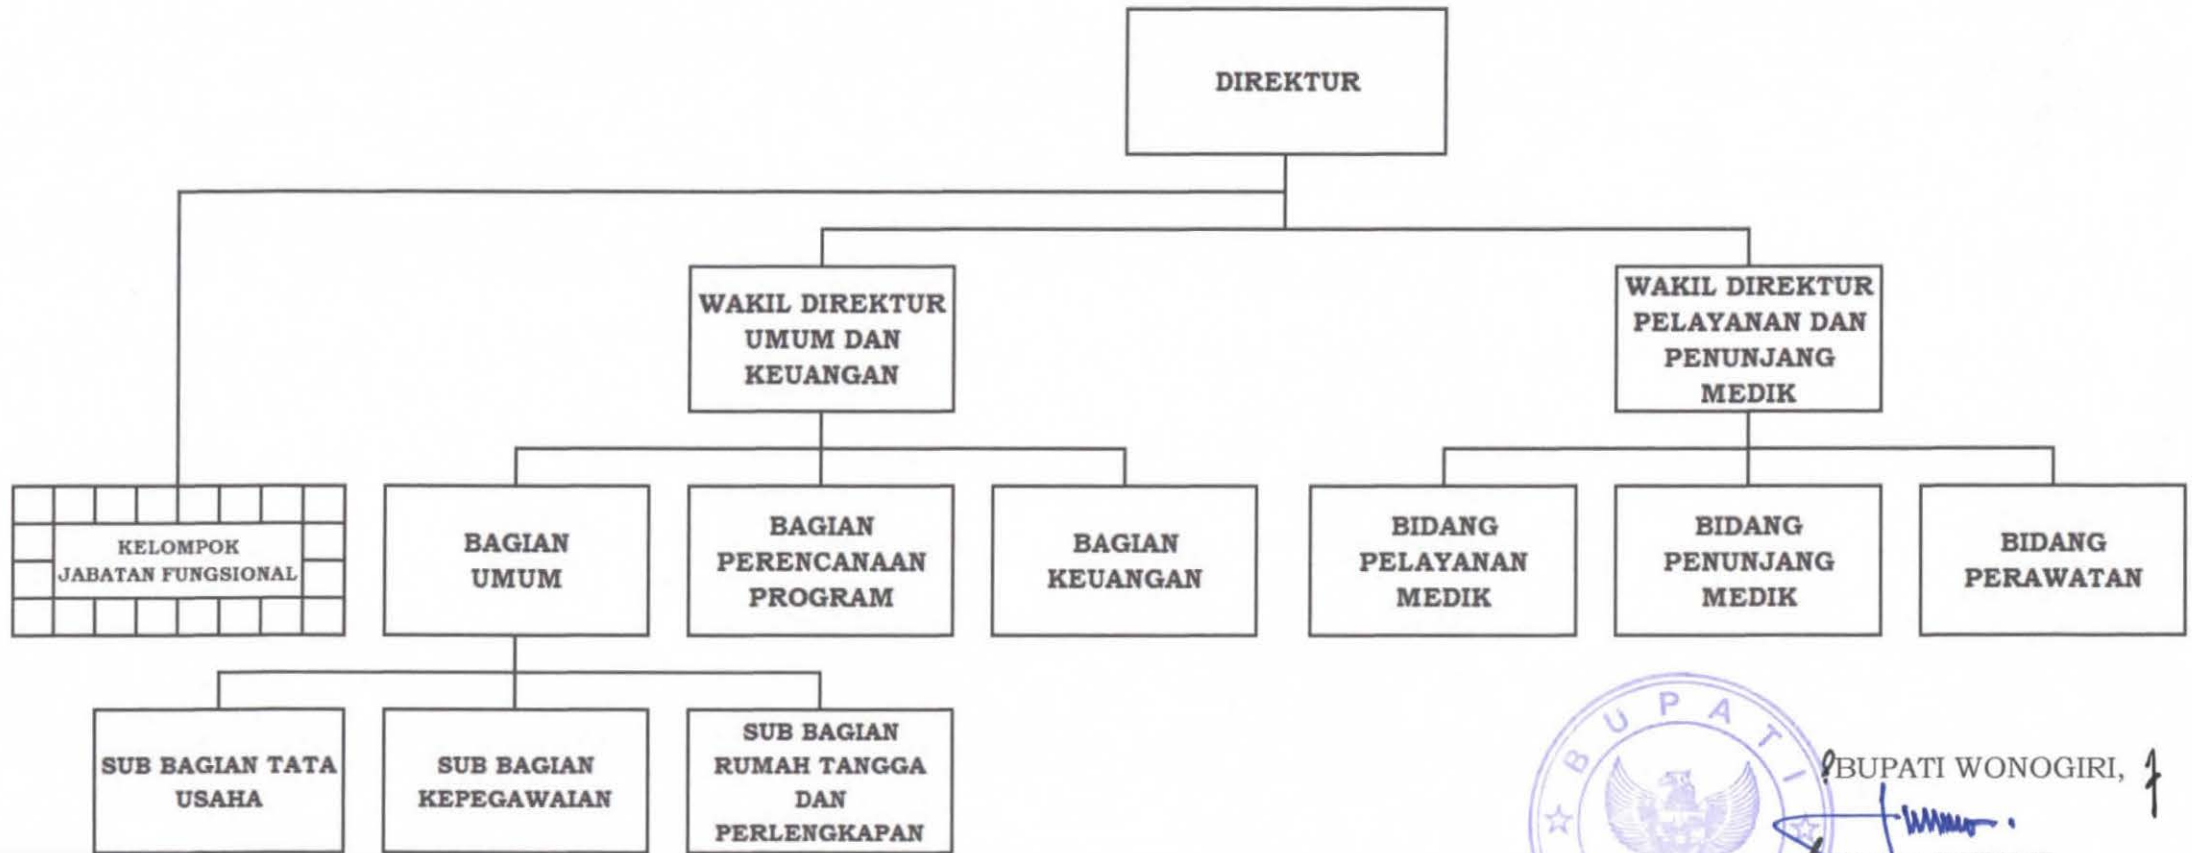 DIREKTUR
WAKIL DIREKTUR
UMUM DAN
KEUANGAN
WAKIL DIREKTUR
PELAYANAN DAN
PENUNJANG
MEDIK
KELOMPOK
JABATAN FUNGSIONAL
BAGIAN
UMUM
BAGIAN
PERENCANAAN
PROGRAM
BAGIAN
KEUANGAN
BIDANG
PELAYANAN
MEDIK
BIDANG
PENUNJANG
MEDIK
BIDANG
PERAWATAN
SUB BAGIAN TATA
USAHA
SUB BAGIAN
KEPEGAWAIAN
SUB BAGIAN
RUMAH TANGGA
DAN
PERLENGKAPAN
BUPATI
BUPATI WONOGIRI,